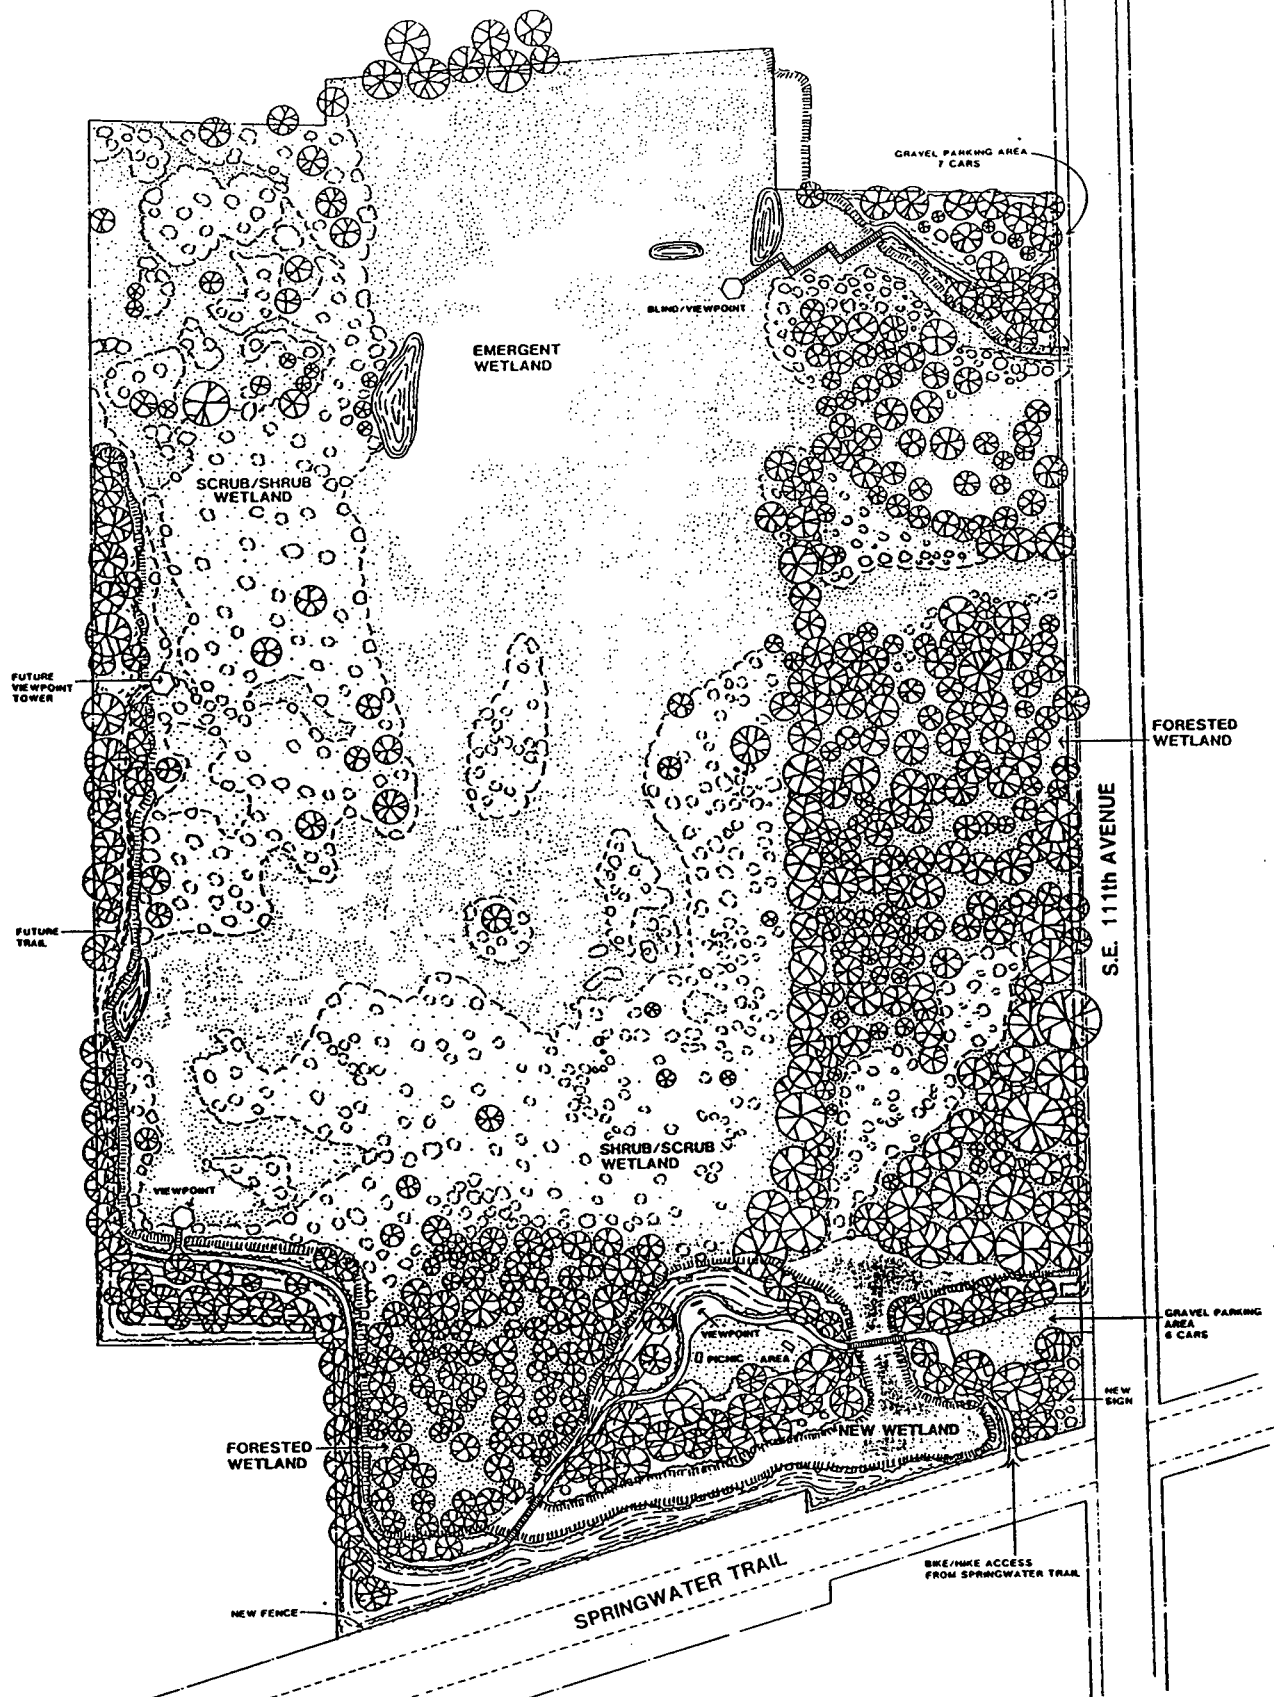 GRAVEL PARKING AREA
7 CARS
BLIND/VIEWPOINT
EMERGENT
WETLAND
SCRUB/SHRUB
WETLAND
FUTURE
VIEWPOINT
TOWER
FORESTED
WETLAND
S.E. 111th AVENUE
FUTURE
TRAIL
SHRUB/SCRUB
WETLAND
VIEWPOINT
GRAVEL PARKING
AREA
6 CARS
VIEWPOINT
PICNIC AREA
NEW
SIGN
NEW WETLAND
FORESTED
WETLAND
BIKE/HIKE ACCESS
FROM SPRINGWATER TRAIL
SPRINGWATER TRAIL
NEW FENCE